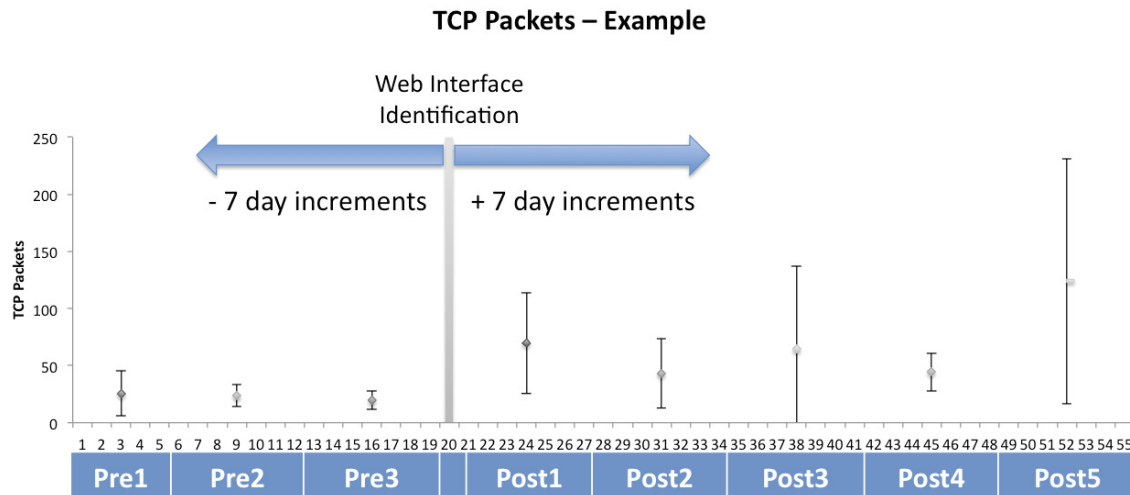 TCP Packets – Example
Web Interface
Identification
- 7 day increments
+ 7 day increments
TCP Packets
250
200
150
100
50
0
1 2 3 4 5 6 7 8 9 10 11 12 13 14 15 16 17 18 19 20 21 22 23 24 25 26 27 28 29 30 31 32 33 34 35 36 37 38 39 40 41 42 43 44 45 46 47 48 49 50 51 52 53 54 55
Pre1 Pre2 Pre3 Post1 Post2 Post3 Post4 Post5